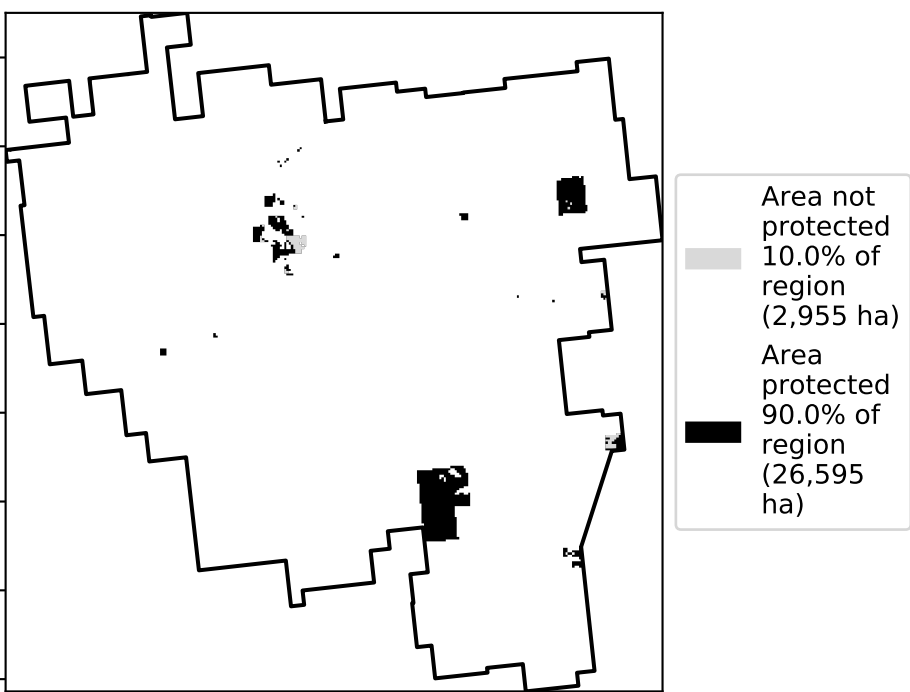 Area not
protected
10.0% of
region
(2,955 ha)
Area
protected
90.0% of
region
(26,595
ha)